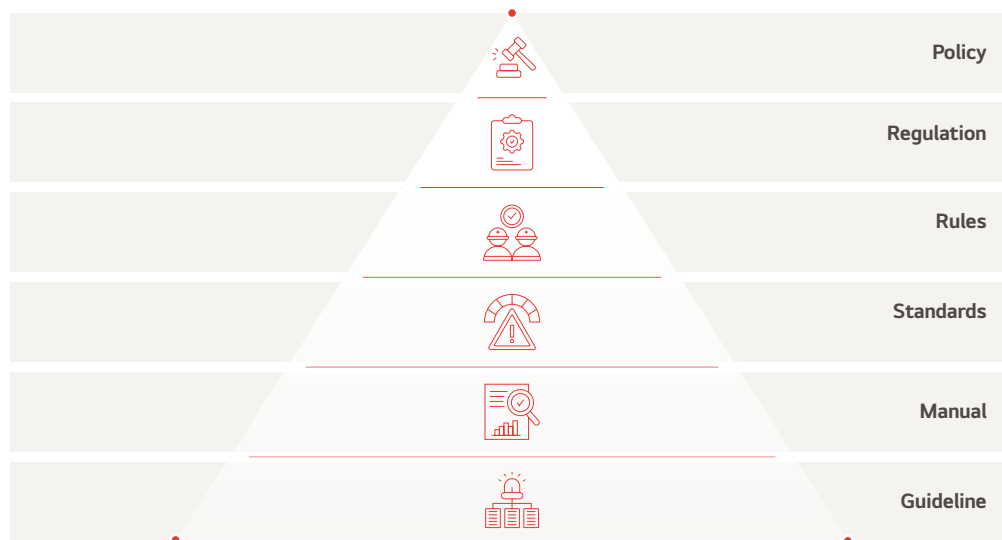 Policy
Regulation
Rules
Standards
Manual
Guideline